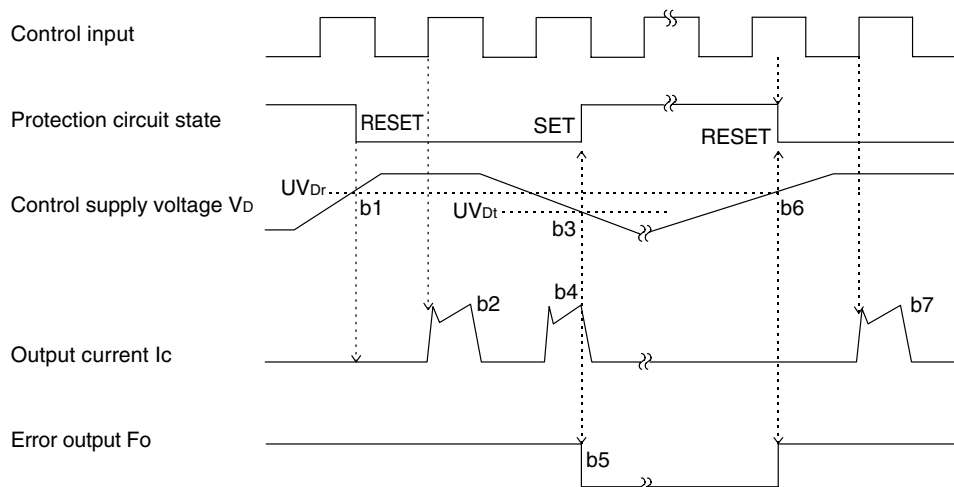 Control input
Protection circuit state
RESET
SET
RESET
Control supply voltage VD
UVDr
b1
UVDt
b3
b6
Output current Ic
b2
b4
b7
Error output Fo
b5